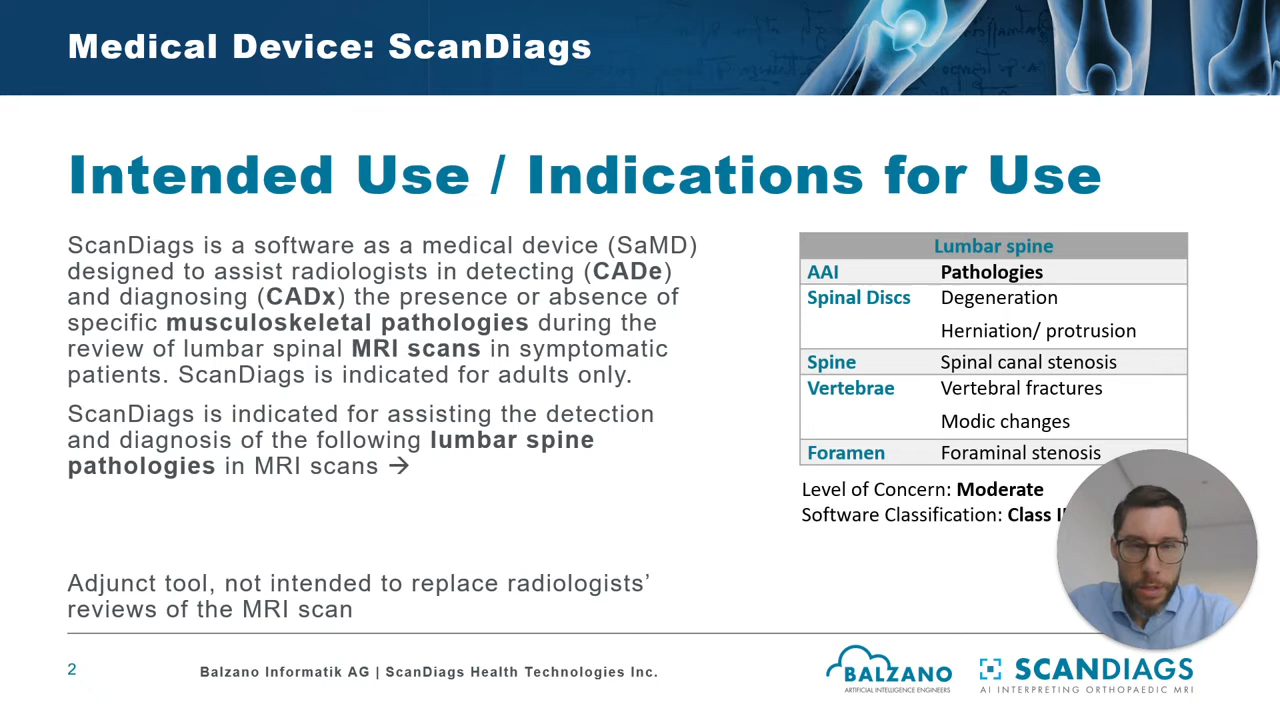 Medical Device: ScanDiags
Intended Use / Indications for Use
ScanDiags is a software as a medical device (SaMD)
designed to assist radiologists in detecting (CADe)
and diagnosing (CADx) the presence or absence of
specific musculoskeletal pathologies during the
review of lumbar spinal MRI scans in symptomatic
patients. ScanDiags is indicated for adults only.
ScanDiags is indicated for assisting the detection
and diagnosis of the following lumbar spine
pathologies in MRI scans →
Adjunct tool, not intended to replace radiologists’
reviews of the MRI scan
Lumbar spine
AAI Pathologies
Spinal Discs Degeneration
Herniation/ protrusion
Spine Spinal canal stenosis
Vertebrae Vertebral fractures
Modic changes
Foramen Foraminal stenosis
Level of Concern: Moderate
Software Classification: Class
2
Balzano Informatik AG | ScanDiags Health Technologies Inc.
BALZANO
ARTIFICIAL INTELLIGENCE ENGINEERS
SCANDIAGS
AI INTERPRETING ORTHOPAEDIC MRI